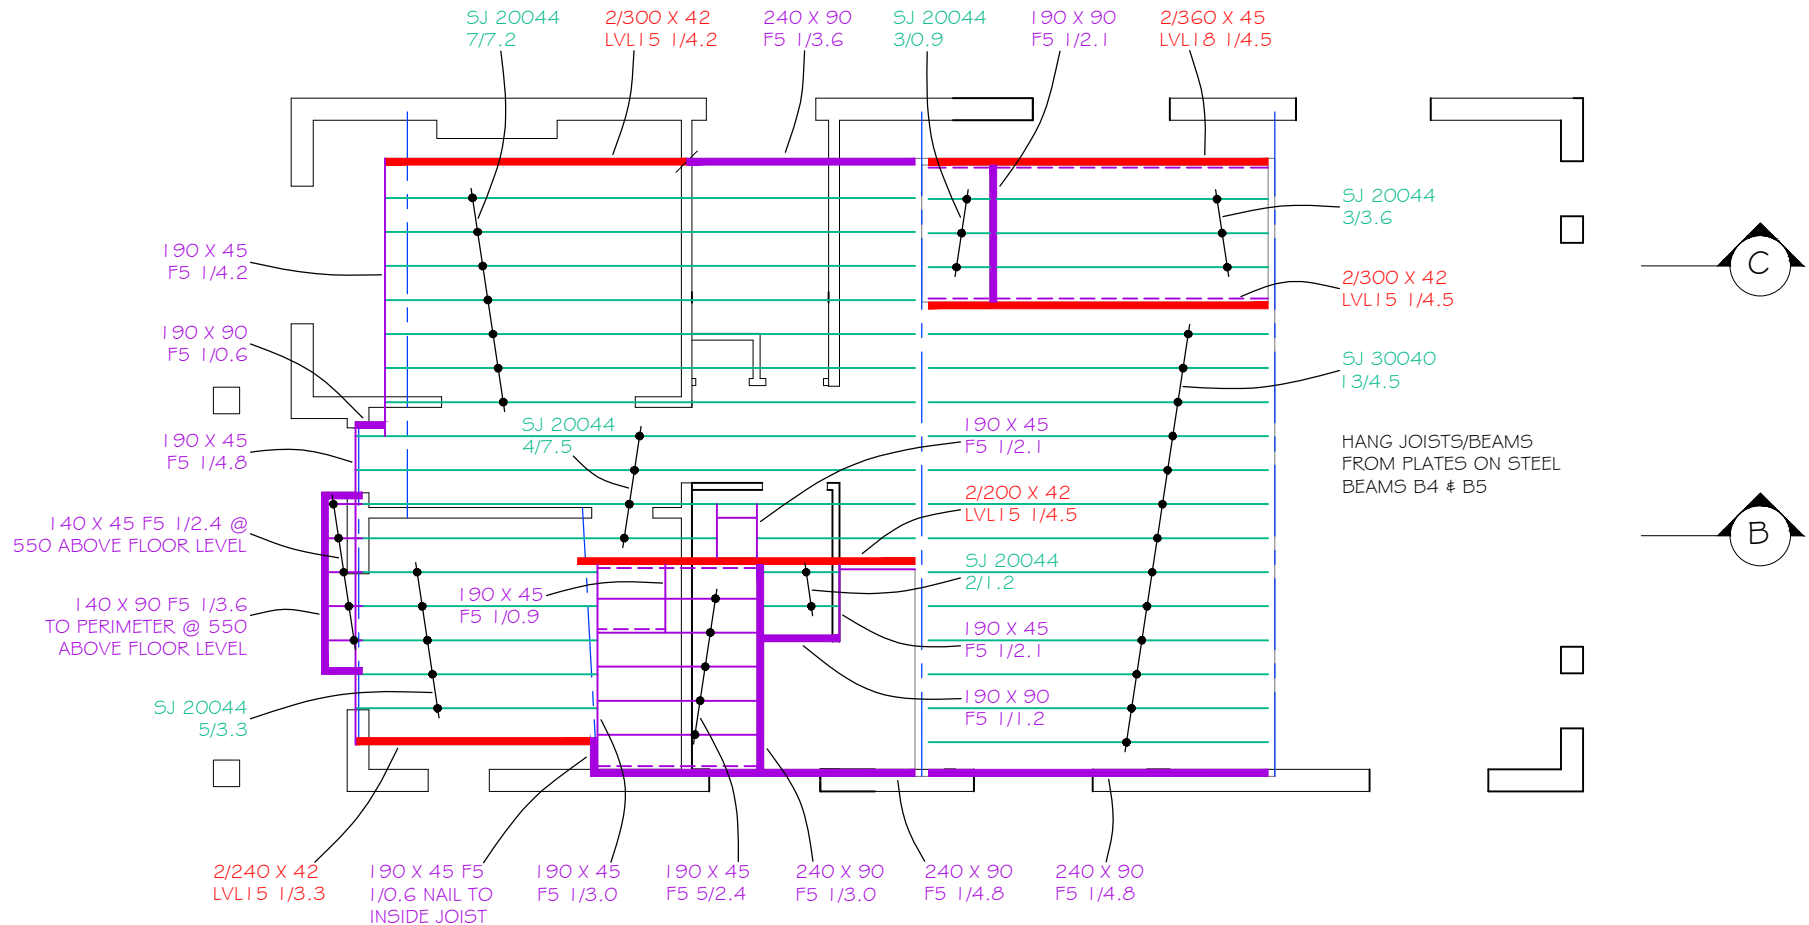 SJ 20044
7/7.2
2/300 X 42
LVL15 1/4.2
240 X 90
F5 1/3.6
SJ 20044
3/0.9
190 X 90
F5 1/2.1
2/360 X 45
LVL18 1/4.5
SJ 20044
3/3.6
190 X 45
F5 1/4.2
C
2/300 X 42
LVL15 1/4.5
190 X 90
F5 1/0.6
SJ 30040
13/4.5
SJ 20044
4/7.5
190 X 45
F5 1/2.1
190 X 45
F5 1/4.8
HANG JOISTS/BEAMS
FROM PLATES ON STEEL
BEAMS B4 & B5
2/200 X 42
LVL15 1/4.5
140 X 45 F5 1/2.4 @
550 ABOVE FLOOR LEVEL
B
SJ 20044
2/1.2
190 X 45
F5 1/0.9
140 X 90 F5 1/3.6
TO PERIMETER @ 550
ABOVE FLOOR LEVEL
190 X 45
F5 1/2.1
190 X 90
F5 1/1.2
SJ 20044
5/3.3
2/240 X 42
LVL15 1/3.3
190 X 45 F5
1/0.6 NAIL TO
INSIDE JOIST
190 X 45
F5 1/3.0
190 X 45
F5 5/2.4
240 X 90
F5 1/3.0
240 X 90
F5 1/4.8
240 X 90
F5 1/4.8